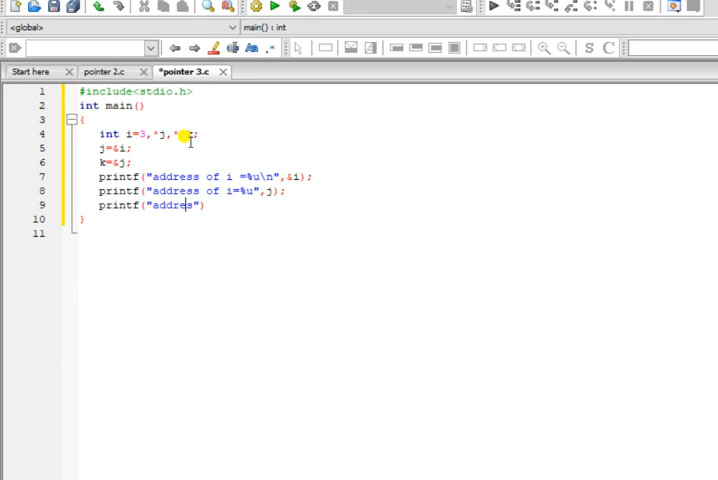 <global>
main() : int
Start here
pointer 2.c
*pointer 3.c
1 #include<stdio.h>
2 int main()
3 {
4 int i=3,*j,*
5 j=&i;
6 k=&j;
7 printf("address of i =%u\n",&i);
8 printf("address of i=%u",j);
9 printf("addres")
10 }
11